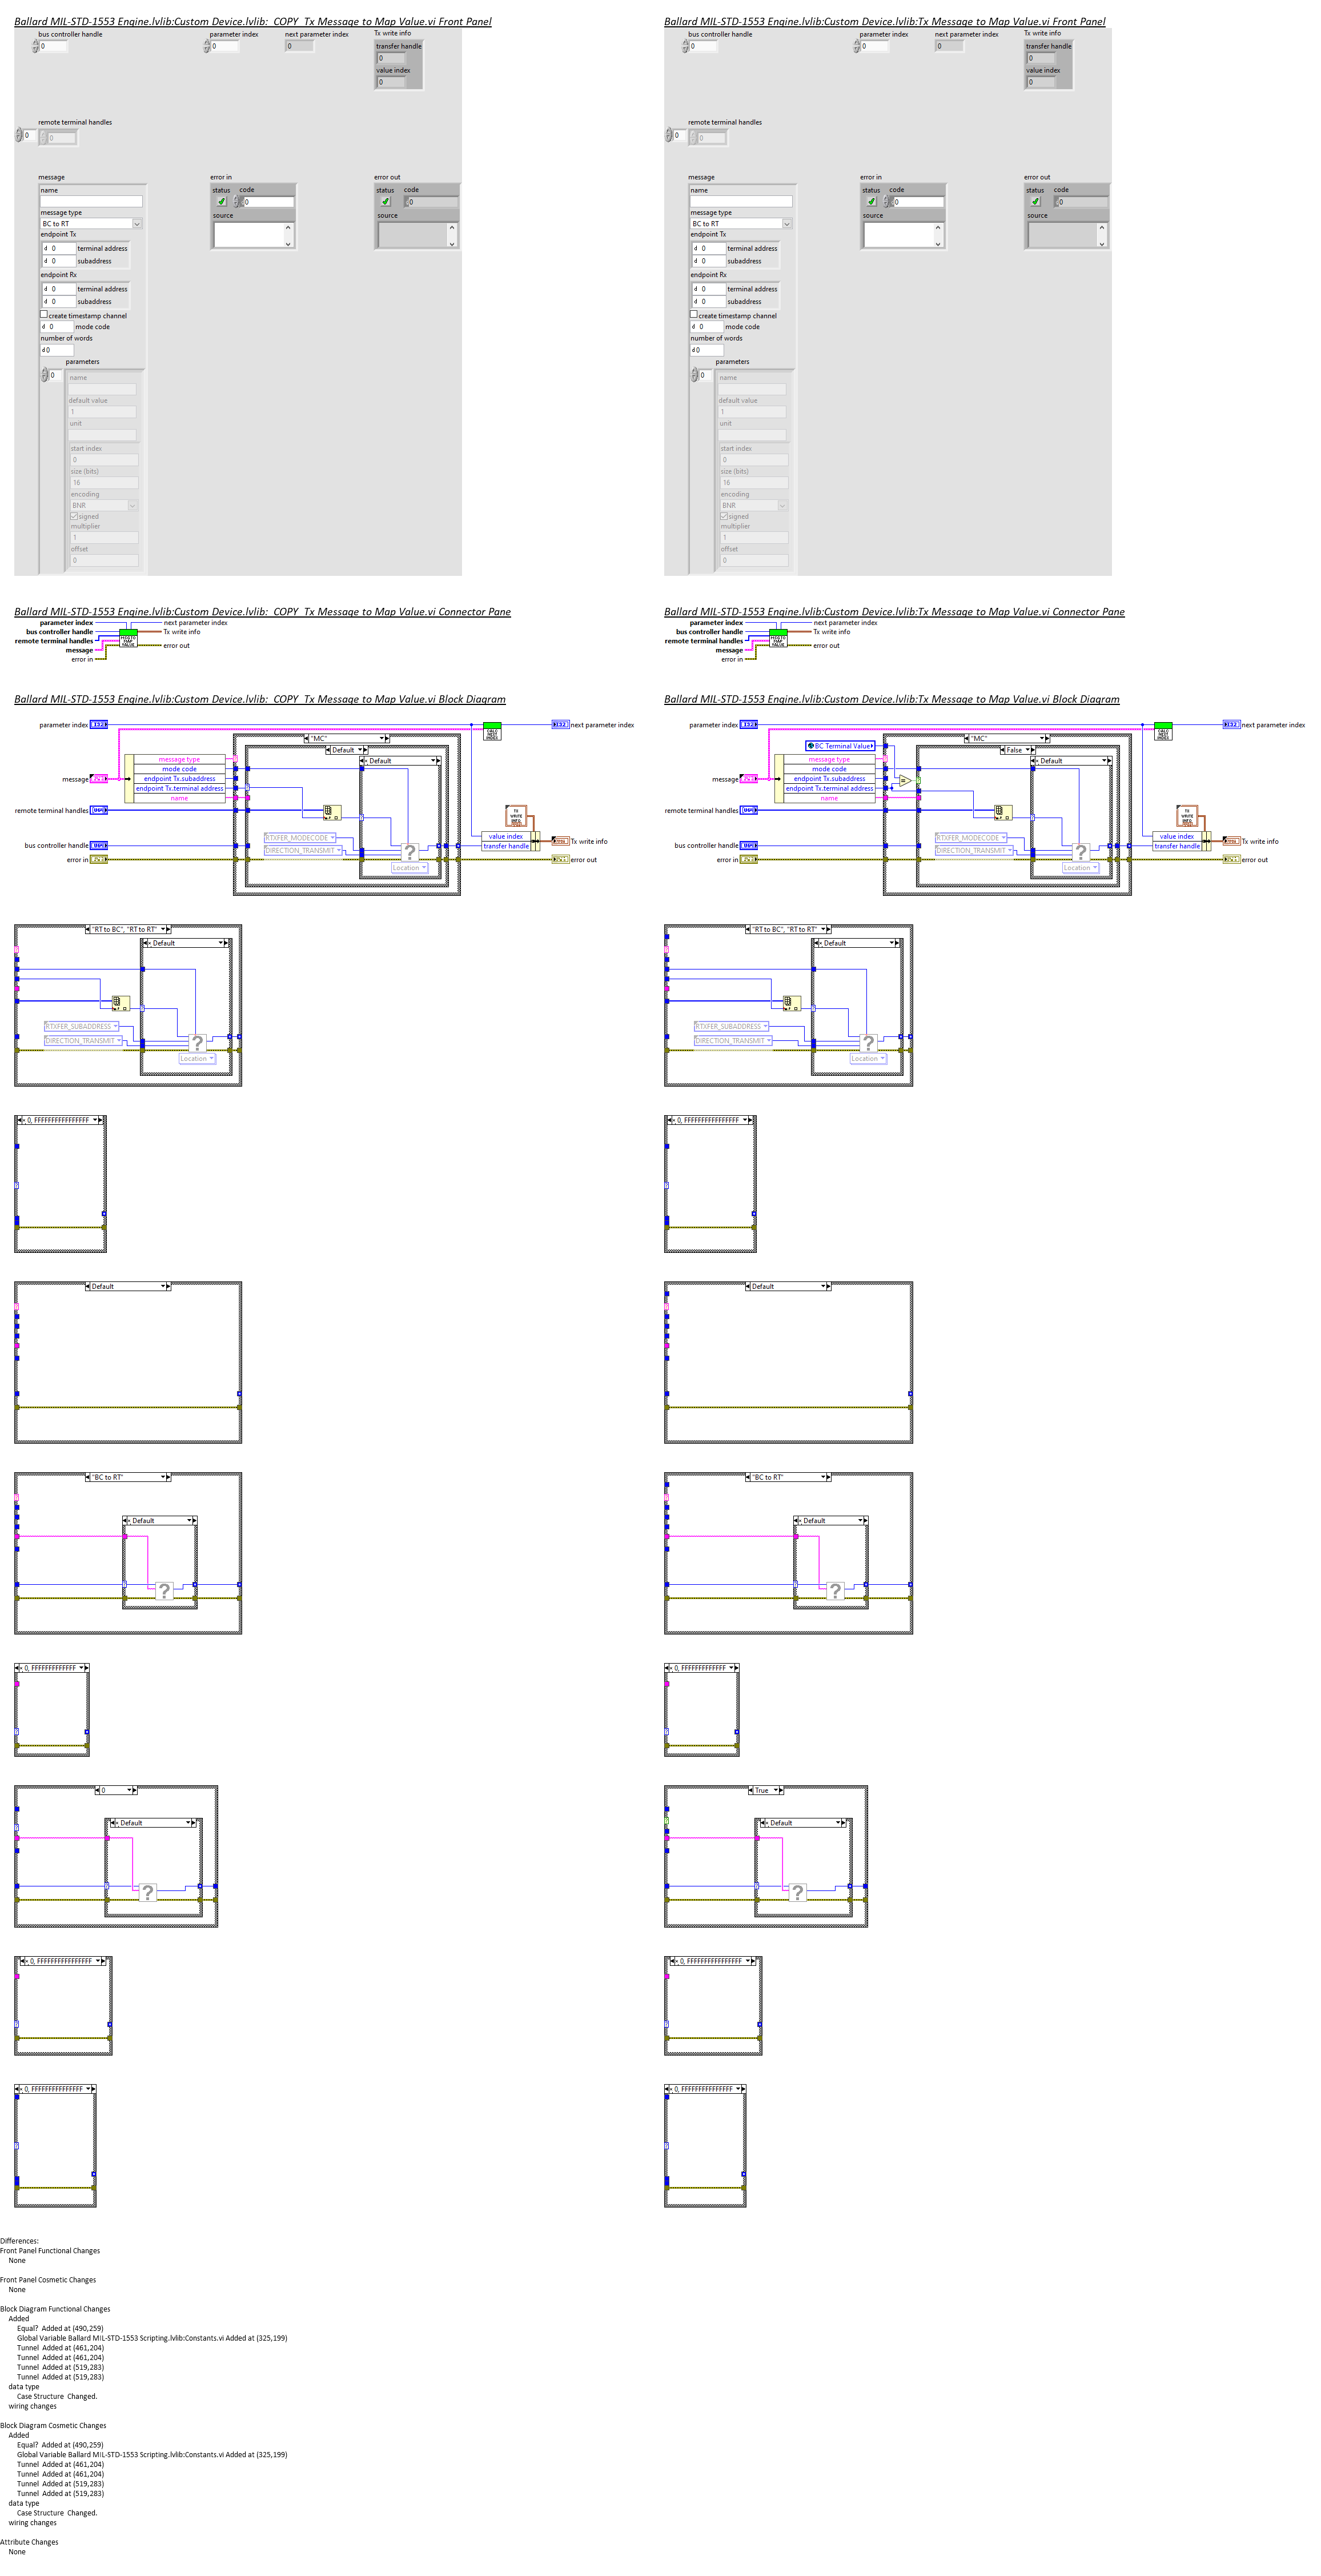 Ballard MIL-STD-1553 Engine.lvlib:Custom Device.lvlib:_COPY_Tx Message to Map Value.vi Front Panel
bus controller handle
0
parameter index
0
next parameter index
0
Tx write info
transfer handle
0
value index
0
remote terminal handles
0
0
message
name
message type
BC to RT
endpoint Tx
d 0 terminal address
d 0 subaddress
endpoint Rx
d 0 terminal address
d 0 subaddress
create timestamp channel
d 0 mode code
number of words
d 0
parameters
0
name
default value
1
unit
start index
0
size (bits)
16
encoding
BNR
signed
multiplier
1
offset
0
error in
status code
0
source
error out
status code
0
source
Ballard MIL-STD-1553 Engine.lvlib:Custom Device.lvlib:Tx Message to Map Value.vi Front Panel
bus controller handle
0
parameter index
0
next parameter index
0
Tx write info
transfer handle
0
value index
0
remote terminal handles
0
0
message
name
message type
BC to RT
endpoint Tx
d 0 terminal address
d 0 subaddress
endpoint Rx
d 0 terminal address
d 0 subaddress
create timestamp channel
d 0 mode code
number of words
d 0
parameters
0
name
default value
1
unit
start index
0
size (bits)
16
encoding
BNR
signed
multiplier
1
offset
0
error in
status code
0
source
error out
status code
0
source
Ballard MIL-STD-1553 Engine.lvlib:Custom Device.lvlib:_COPY_Tx Message to Map Value.vi Connector Pane
parameter index
bus controller handle
remote terminal handles
message
error in
next parameter index
Tx write info
error out
MSG TO
MAP
VALUE
Ballard MIL-STD-1553 Engine.lvlib:Custom Device.lvlib:Tx Message to Map Value.vi Connector Pane
parameter index
bus controller handle
remote terminal handles
message
error in
next parameter index
Tx write info
error out
MSG TO
MAP
VALUE
Ballard MIL-STD-1553 Engine.lvlib:Custom Device.lvlib:_COPY_Tx Message to Map Value.vi Block Diagram
parameter index
message
remote terminal handles
bus controller handle
error in
message type
mode code
endpoint Tx.subaddress
endpoint Tx.terminal address
name
"MC"
Default
Default
RTXFER_MODECODE
DIRECTION_TRANSMIT
?
Location
CALC
NEXT
INDEX
next parameter index
TX
WRITE
INFO
value index
transfer handle
Tx write info
error out
Ballard MIL-STD-1553 Engine.lvlib:Custom Device.lvlib:Tx Message to Map Value.vi Block Diagram
parameter index
message
remote terminal handles
bus controller handle
error in
BC Terminal Value
message type
mode code
endpoint Tx.subaddress
endpoint Tx.terminal address
name
"MC"
False
Default
RTXFER_MODECODE
DIRECTION_TRANSMIT
?
Location
CALC
NEXT
INDEX
next parameter index
TX
WRITE
INFO
value index
transfer handle
Tx write info
error out
"RT to BC", "RT to RT"
Default
RTXFER_SUBADDRESS
DIRECTION_TRANSMIT
?
Location
"RT to BC", "RT to RT"
Default
RTXFER_SUBADDRESS
DIRECTION_TRANSMIT
?
Location
Default
Default
"BC to RT"
Default
?
"BC to RT"
Default
?
0
Default
?
True
Default
?
Differences:
Front Panel Functional Changes
None
Front Panel Cosmetic Changes
None
Block Diagram Functional Changes
Added
Equal? Added at (490,259)
Global Variable Ballard MIL-STD-1553 Scripting.lvlib:Constants.vi Added at (325,199)
Tunnel Added at (461,204)
Tunnel Added at (461,204)
Tunnel Added at (519,283)
Tunnel Added at (519,283)
data type
Case Structure Changed.
wiring changes
Block Diagram Cosmetic Changes
Added
Equal? Added at (490,259)
Global Variable Ballard MIL-STD-1553 Scripting.lvlib:Constants.vi Added at (325,199)
Tunnel Added at (461,204)
Tunnel Added at (461,204)
Tunnel Added at (519,283)
Tunnel Added at (519,283)
data type
Case Structure Changed.
wiring changes
Attribute Changes
None